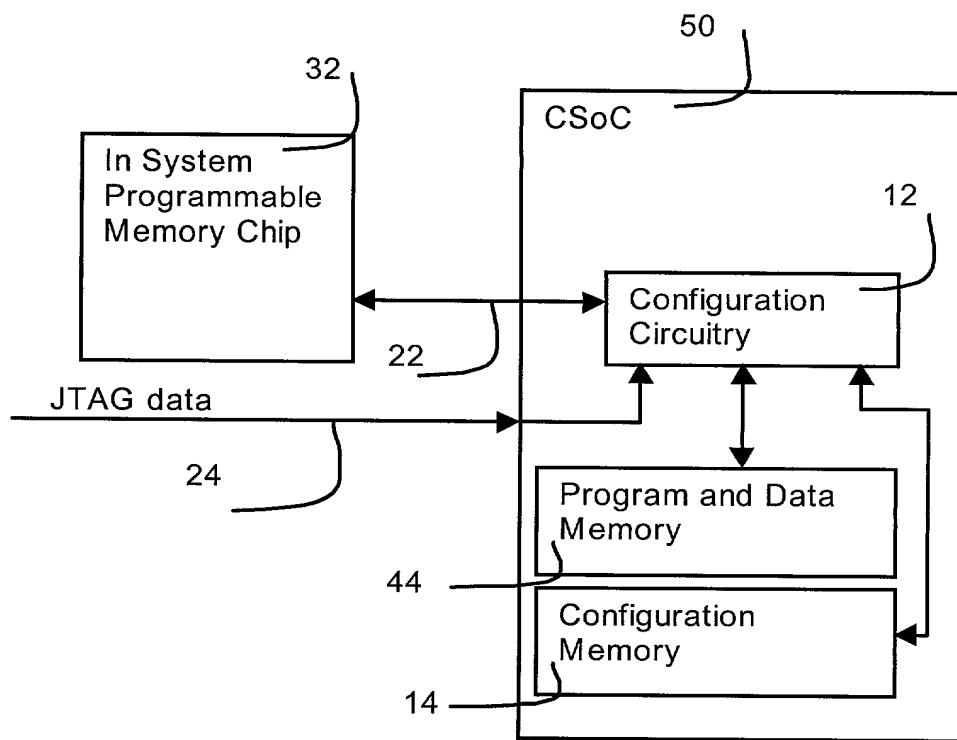 50
32
CSoC
In System
Programmable
Memory Chip
12
Configuration
Circuitry
22
JTAG data
24
Program and Data
Memory
44
Configuration
Memory
14